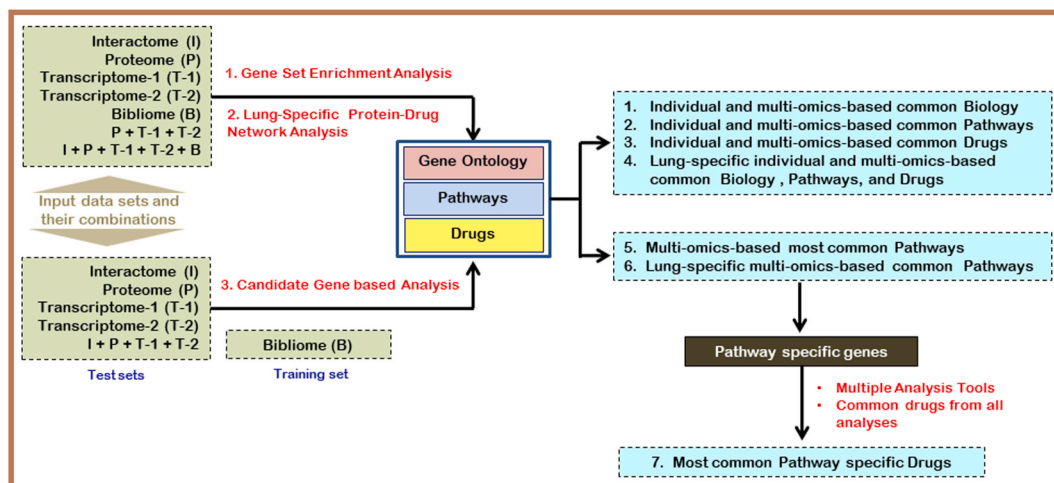 Interactome (I)
Proteome (P)
Transcriptome-1 (T-1)
Transcriptome-2 (T-2)
Bibliome (B)
P + T-1 + T-2
I + P + T-1 + T-2 + B
1. Gene Set Enrichment Analysis
2. Lung-Specific Protein-Drug
Network Analysis
Input data sets and
their combinations
Interactome (I)
Proteome (P)
Transcriptome-1 (T-1)
Transcriptome-2 (T-2)
I + P + T-1 + T-2
Test sets
3. Candidate Gene based Analysis
Bibliome (B)
Training set
Gene Ontology
Pathways
Drugs
1. Individual and multi-omics-based common Biology
2. Individual and multi-omics-based common Pathways
3. Individual and multi-omics-based common Drugs
4. Lung-specific individual and multi-omics-based
common Biology , Pathways, and Drugs
5. Multi-omics-based most common Pathways
6. Lung-specific multi-omics-based common Pathways
Pathway specific genes
• Multiple Analysis Tools
• Common drugs from all
analyses
7. Most common Pathway specific Drugs